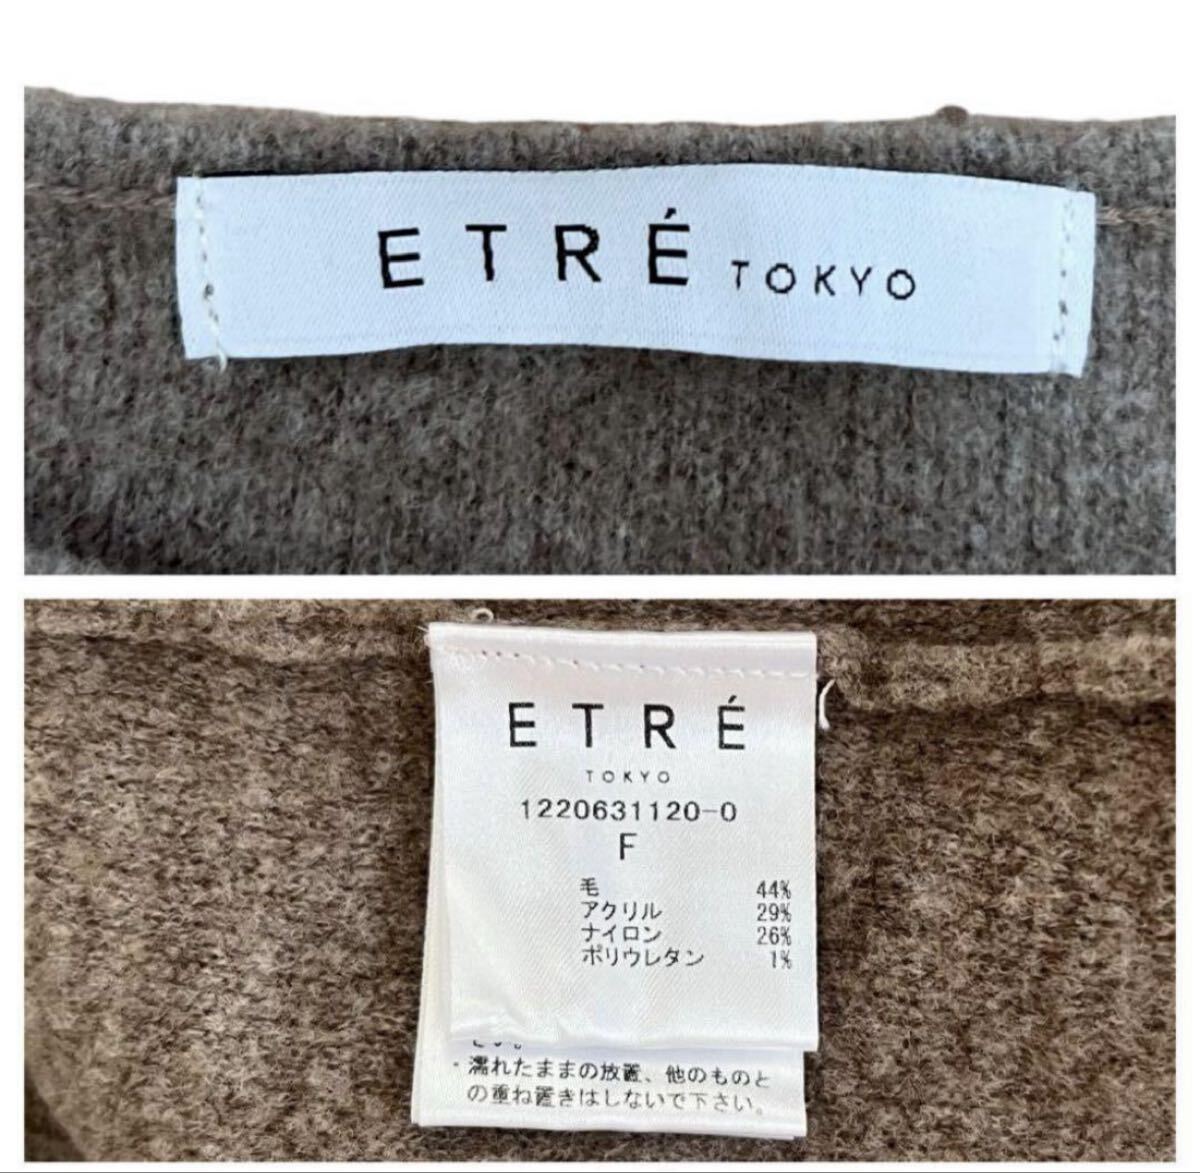 ETRÉ TOKYO
ETRÉ
TOKYO
1220631120-0
F
毛 44%
アクリル 29%
ナイロン 26%
ポリウレタン 1%
・濡れたままの放置、他のものと
の重ね置きはしないで下さい。